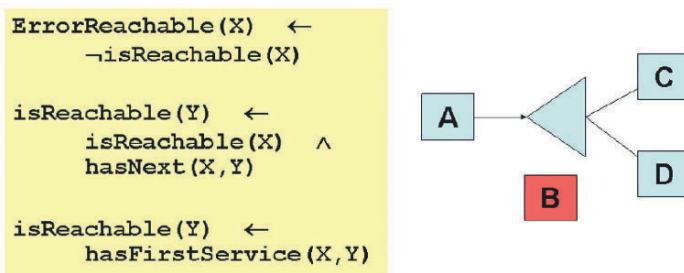 ErrorReachable(X) ←
¬isReachable(X)
isReachable(Y) ←
isReachable(X) ∧
hasNext(X,Y)
isReachable(Y) ←
hasFirstService(X,Y)
A
B
C
D